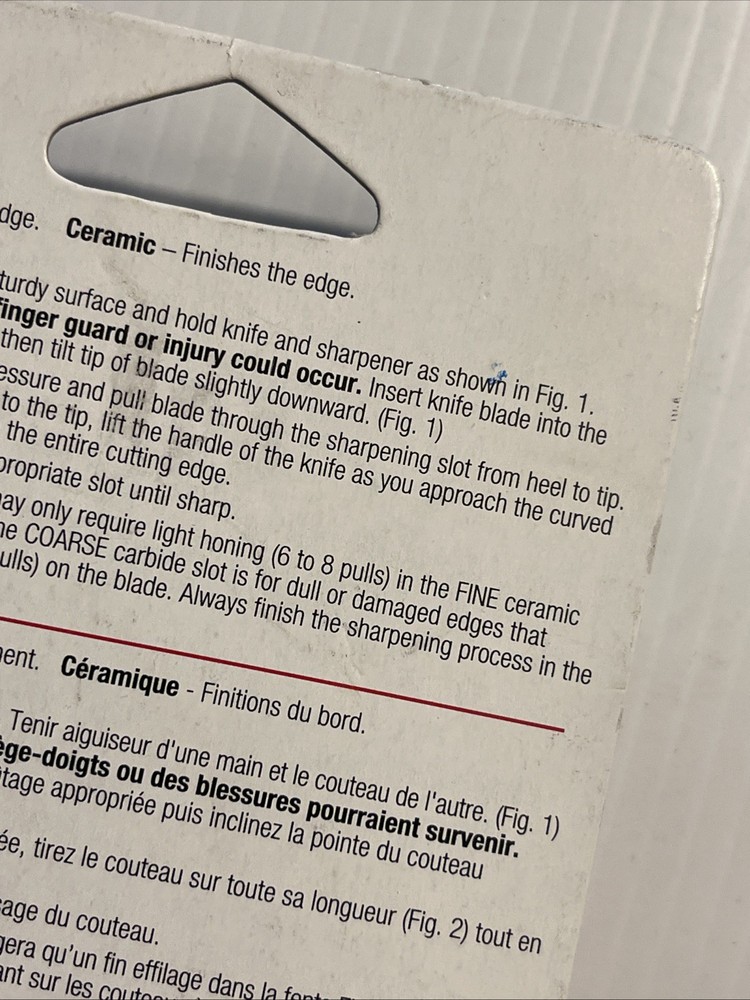 dge. Ceramic – Finishes the edge.
turdy surface and hold knife and sharpener as shown in Fig. 1.
finger guard or injury could occur. Insert knife blade into the
then tilt tip of blade slightly downward. (Fig. 1)
essure and pull blade through the sharpening slot from heel to tip.
to the tip, lift the handle of the knife as you approach the curved
the entire cutting edge.
propriate slot until sharp.
ay only require light honing (6 to 8 pulls) in the FINE ceramic
he COARSE carbide slot is for dull or damaged edges that
ulls) on the blade. Always finish the sharpening process in the
ent. Céramique - Finitions du bord.
Tenir aiguiseur d'une main et le couteau de l'autre. (Fig. 1)
ège-doigts ou des blessures pourraient survenir.
tage appropriée puis inclinez la pointe du couteau
ée, tirez le couteau sur toute sa longueur (Fig. 2) tout en
age du couteau.
gera qu'un fin effilage dans la fente
ant sur les